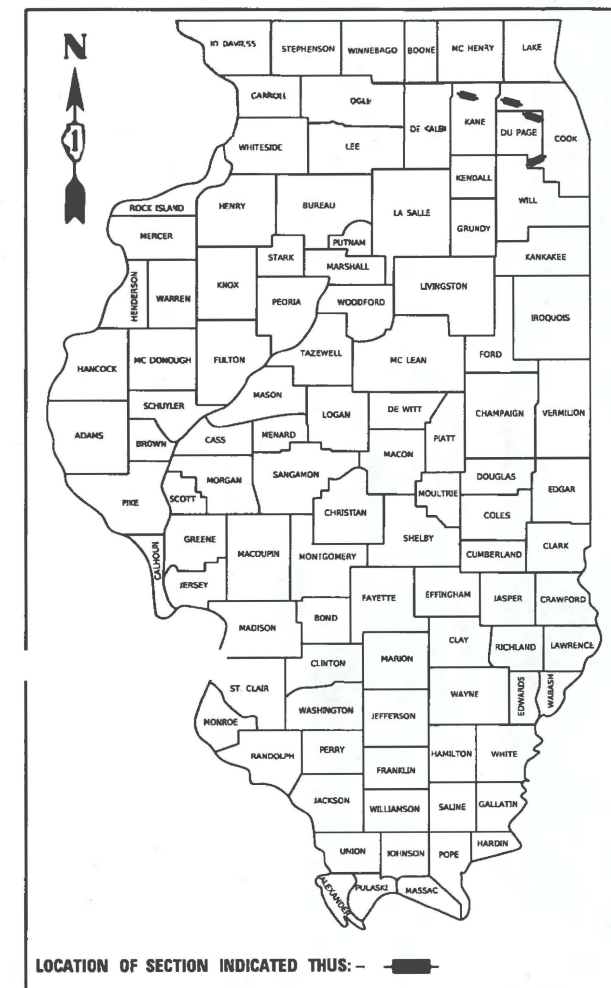 N
1
JO DAVIESS
STEPHENSON
WINNEBAGO
BOONE
MC HENRY
LAKE
CARROLL
OGLE
DE KALB
KANE
DU PAGE
COOK
WHITESIDE
LEE
KENDALL
WILL
ROCK ISLAND
HENRY
BUREAU
LA SALLE
GRUNDY
MERCER
PUTNAM
KANKAKEE
STARK
MARSHALL
HENDERSON
WARREN
KNOX
PEORIA
WOODFORD
LIVINGSTON
IROQUOIS
HANCOCK
MC DONOUGH
FULTON
TAZEWELL
MC LEAN
FORD
SCHUYLER
MASON
LOGAN
DE WITT
CHAMPAIGN
VERMILION
ADAMS
BROWN
CASS
MENARD
MACON
PIATT
PIKE
SCOTT
MORGAN
SANGAMON
MOULTRIE
DOUGLAS
EDGAR
CHRISTIAN
COLES
CALHOUN
GREENE
MACOUPIN
MONTGOMERY
SHELBY
CUMBERLAND
CLARK
JERSEY
FAYETTE
EFFINGHAM
JASPER
CRAWFORD
MADISON
BOND
CLAY
RICHLAND
LAWRENCE
CLINTON
MARION
ST. CLAIR
WAYNE
EDWARDS
WABASH
WASHINGTON
JEFFERSON
MONROE
RANDOLPH
PERRY
HAMILTON
WHITE
FRANKLIN
JACKSON
WILLIAMSON
SALINE
GALLATIN
UNION
JOHNSON
POPE
HARDIN
ALEXANDER
PULASKI
MASSAC
LOCATION OF SECTION INDICATED THUS: –